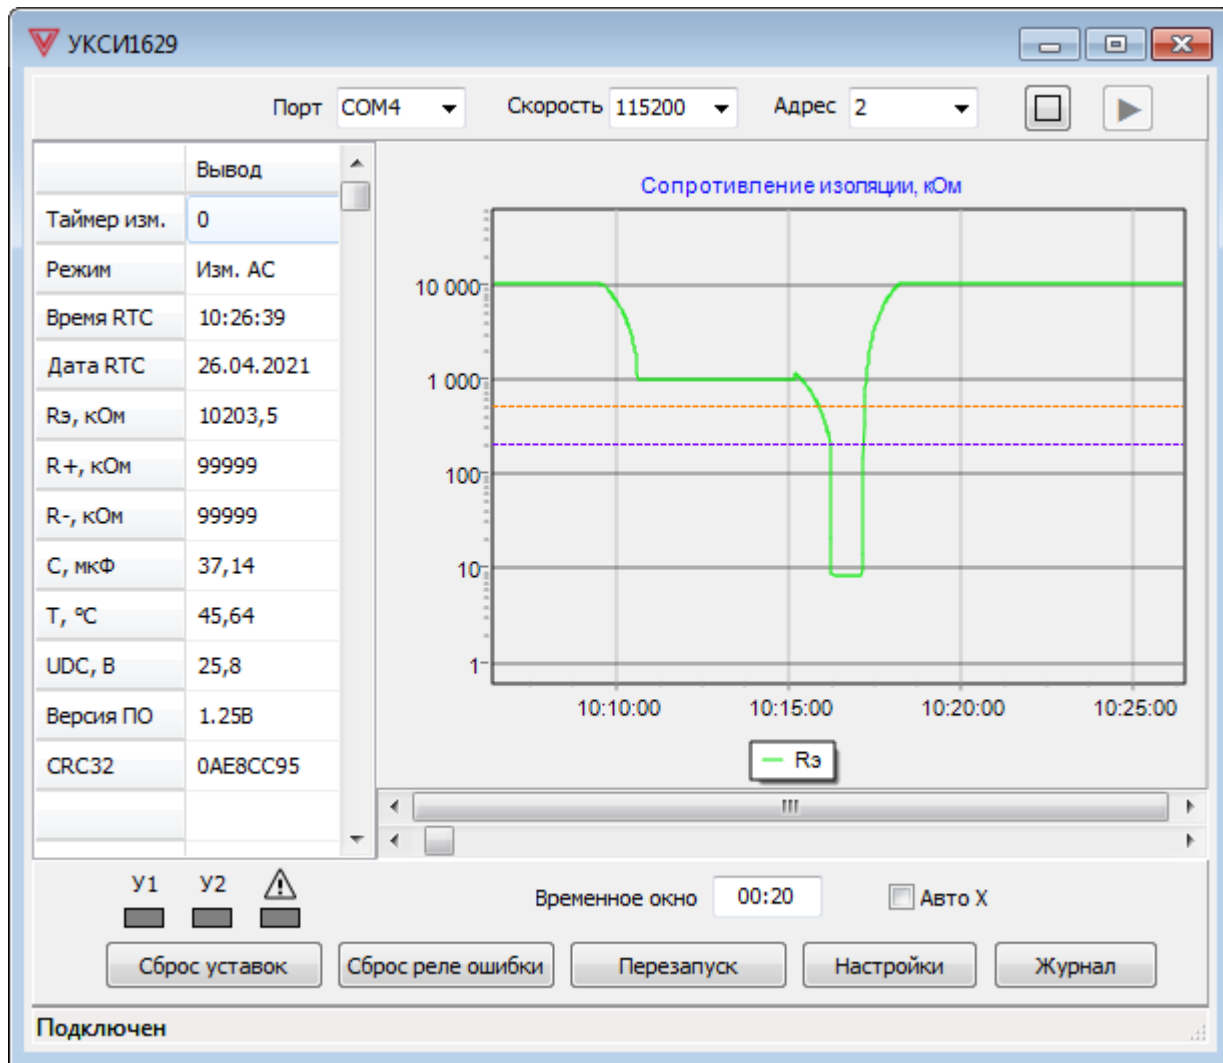 УКСИ1629
Порт COM4 Скорость 115200 Адрес 2
Вывод
Таймер изм. 0
Режим Изм. AC
Время RTC 10:26:39
Дата RTC 26.04.2021
Rэ, кОм 10203,5
R+, кОм 99999
R-, кОм 99999
С, мкФ 37,14
T, °C 45,64
UDC, В 25,8
Версия ПО 1.25B
CRC32 0AE8CC95
Сопротивление изоляции, кОм
10 000
1 000
100
10
1
10:10:00 10:15:00 10:20:00 10:25:00
Rэ
У1 У2
Временное окно 00:20 Авто X
Сброс уставок Сброс реле ошибки Перезапуск Настройки Журнал
Подключен